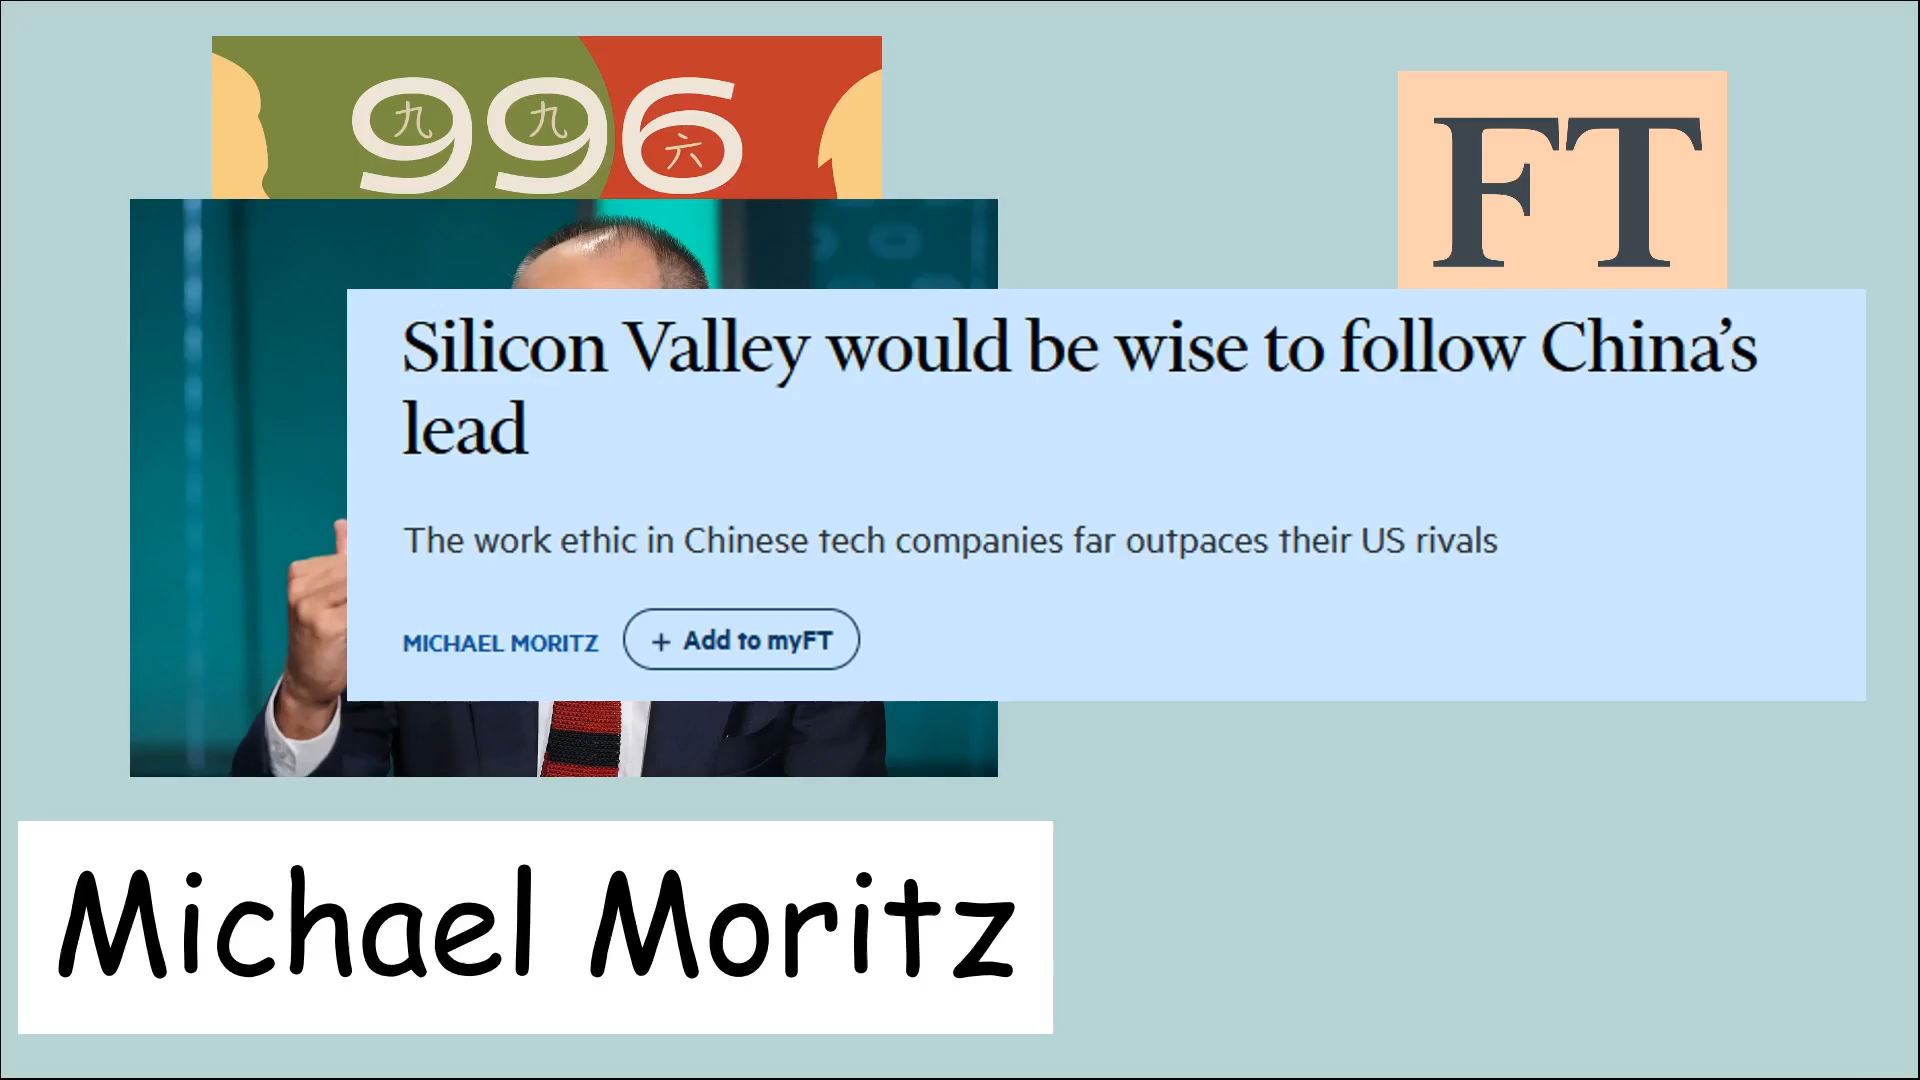 996
九 九 六
FT
Silicon Valley would be wise to follow China’s
lead
The work ethic in Chinese tech companies far outpaces their US rivals
MICHAEL MORITZ + Add to myFT
Michael Moritz